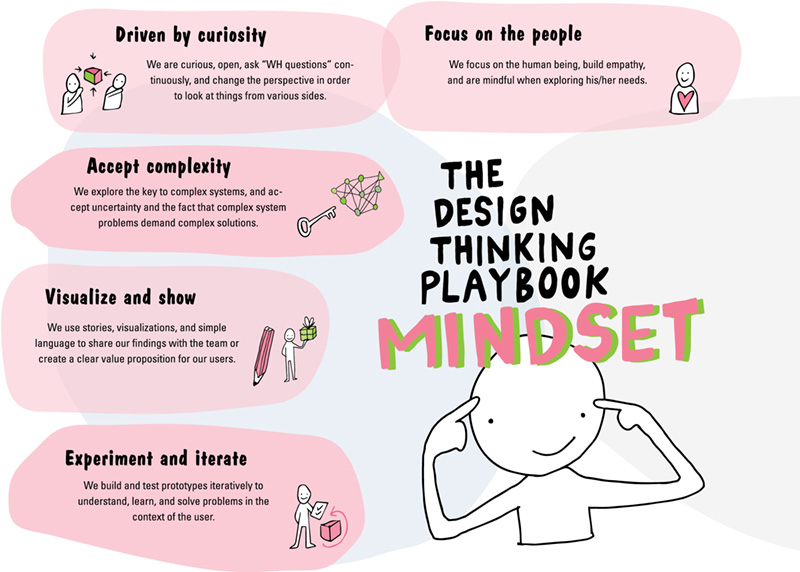 Driven by curiosity
We are curious, open, ask “WH questions” con-
tinuously, and change the perspective in order
to look at things from various sides.
Focus on the people
We focus on the human being, build empathy,
and are mindful when exploring his/her needs.
Accept complexity
We explore the key to complex systems, and ac-
cept uncertainty and the fact that complex system
problems demand complex solutions.
Visualize and show
We use stories, visualizations, and simple
language to share our findings with the team or
create a clear value proposition for our users.
Experiment and iterate
We build and test prototypes iteratively to
understand, learn, and solve problems in the
context of the user.
THE
DESIGN
THINKING
PLAYBOOK
MINDSET